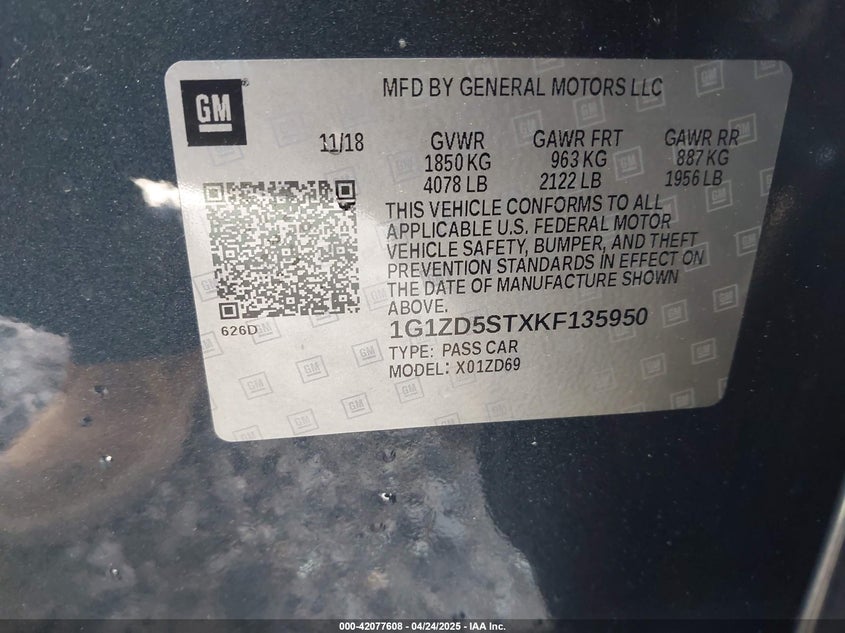 GM
MFD BY GENERAL MOTORS LLC
11/18
GVWR GAWR FRT GAWR RR
1850 KG 963 KG 887 KG
4078 LB 2122 LB 1956 LB
THIS VEHICLE CONFORMS TO ALL
APPLICABLE U.S. FEDERAL MOTOR
VEHICLE SAFETY, BUMPER, AND THEFT
PREVENTION STANDARDS IN EFFECT ON
THE DATE OF MANUFACTURE SHOWN
ABOVE.
626D
1G1ZD5STXKF135950
TYPE: PASS CAR
MODEL: X01ZD69
000-42077608 - 04/24/2025 - IAA Inc.